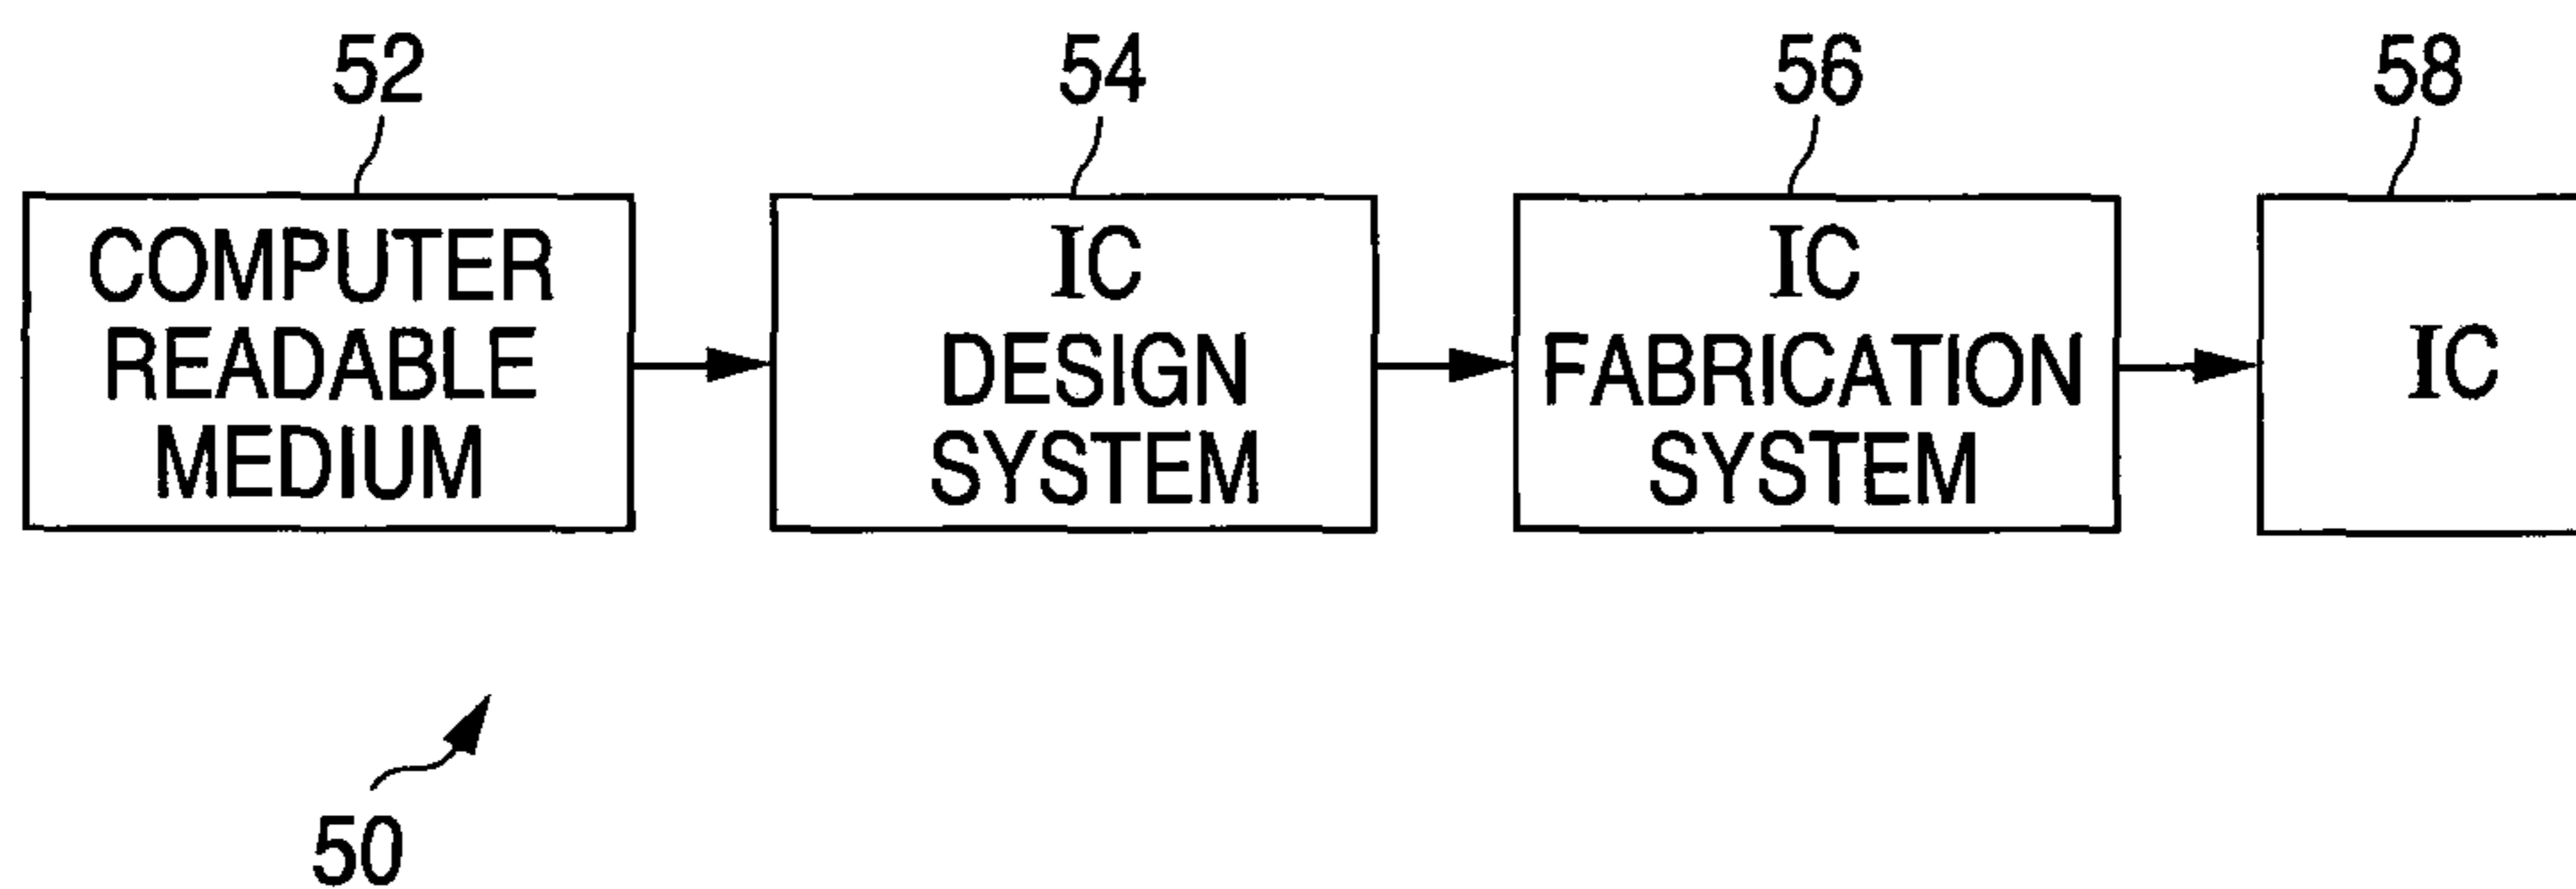 52
54
56
58
COMPUTER
READABLE
MEDIUM
IC
DESIGN
SYSTEM
IC
FABRICATION
SYSTEM
IC
50